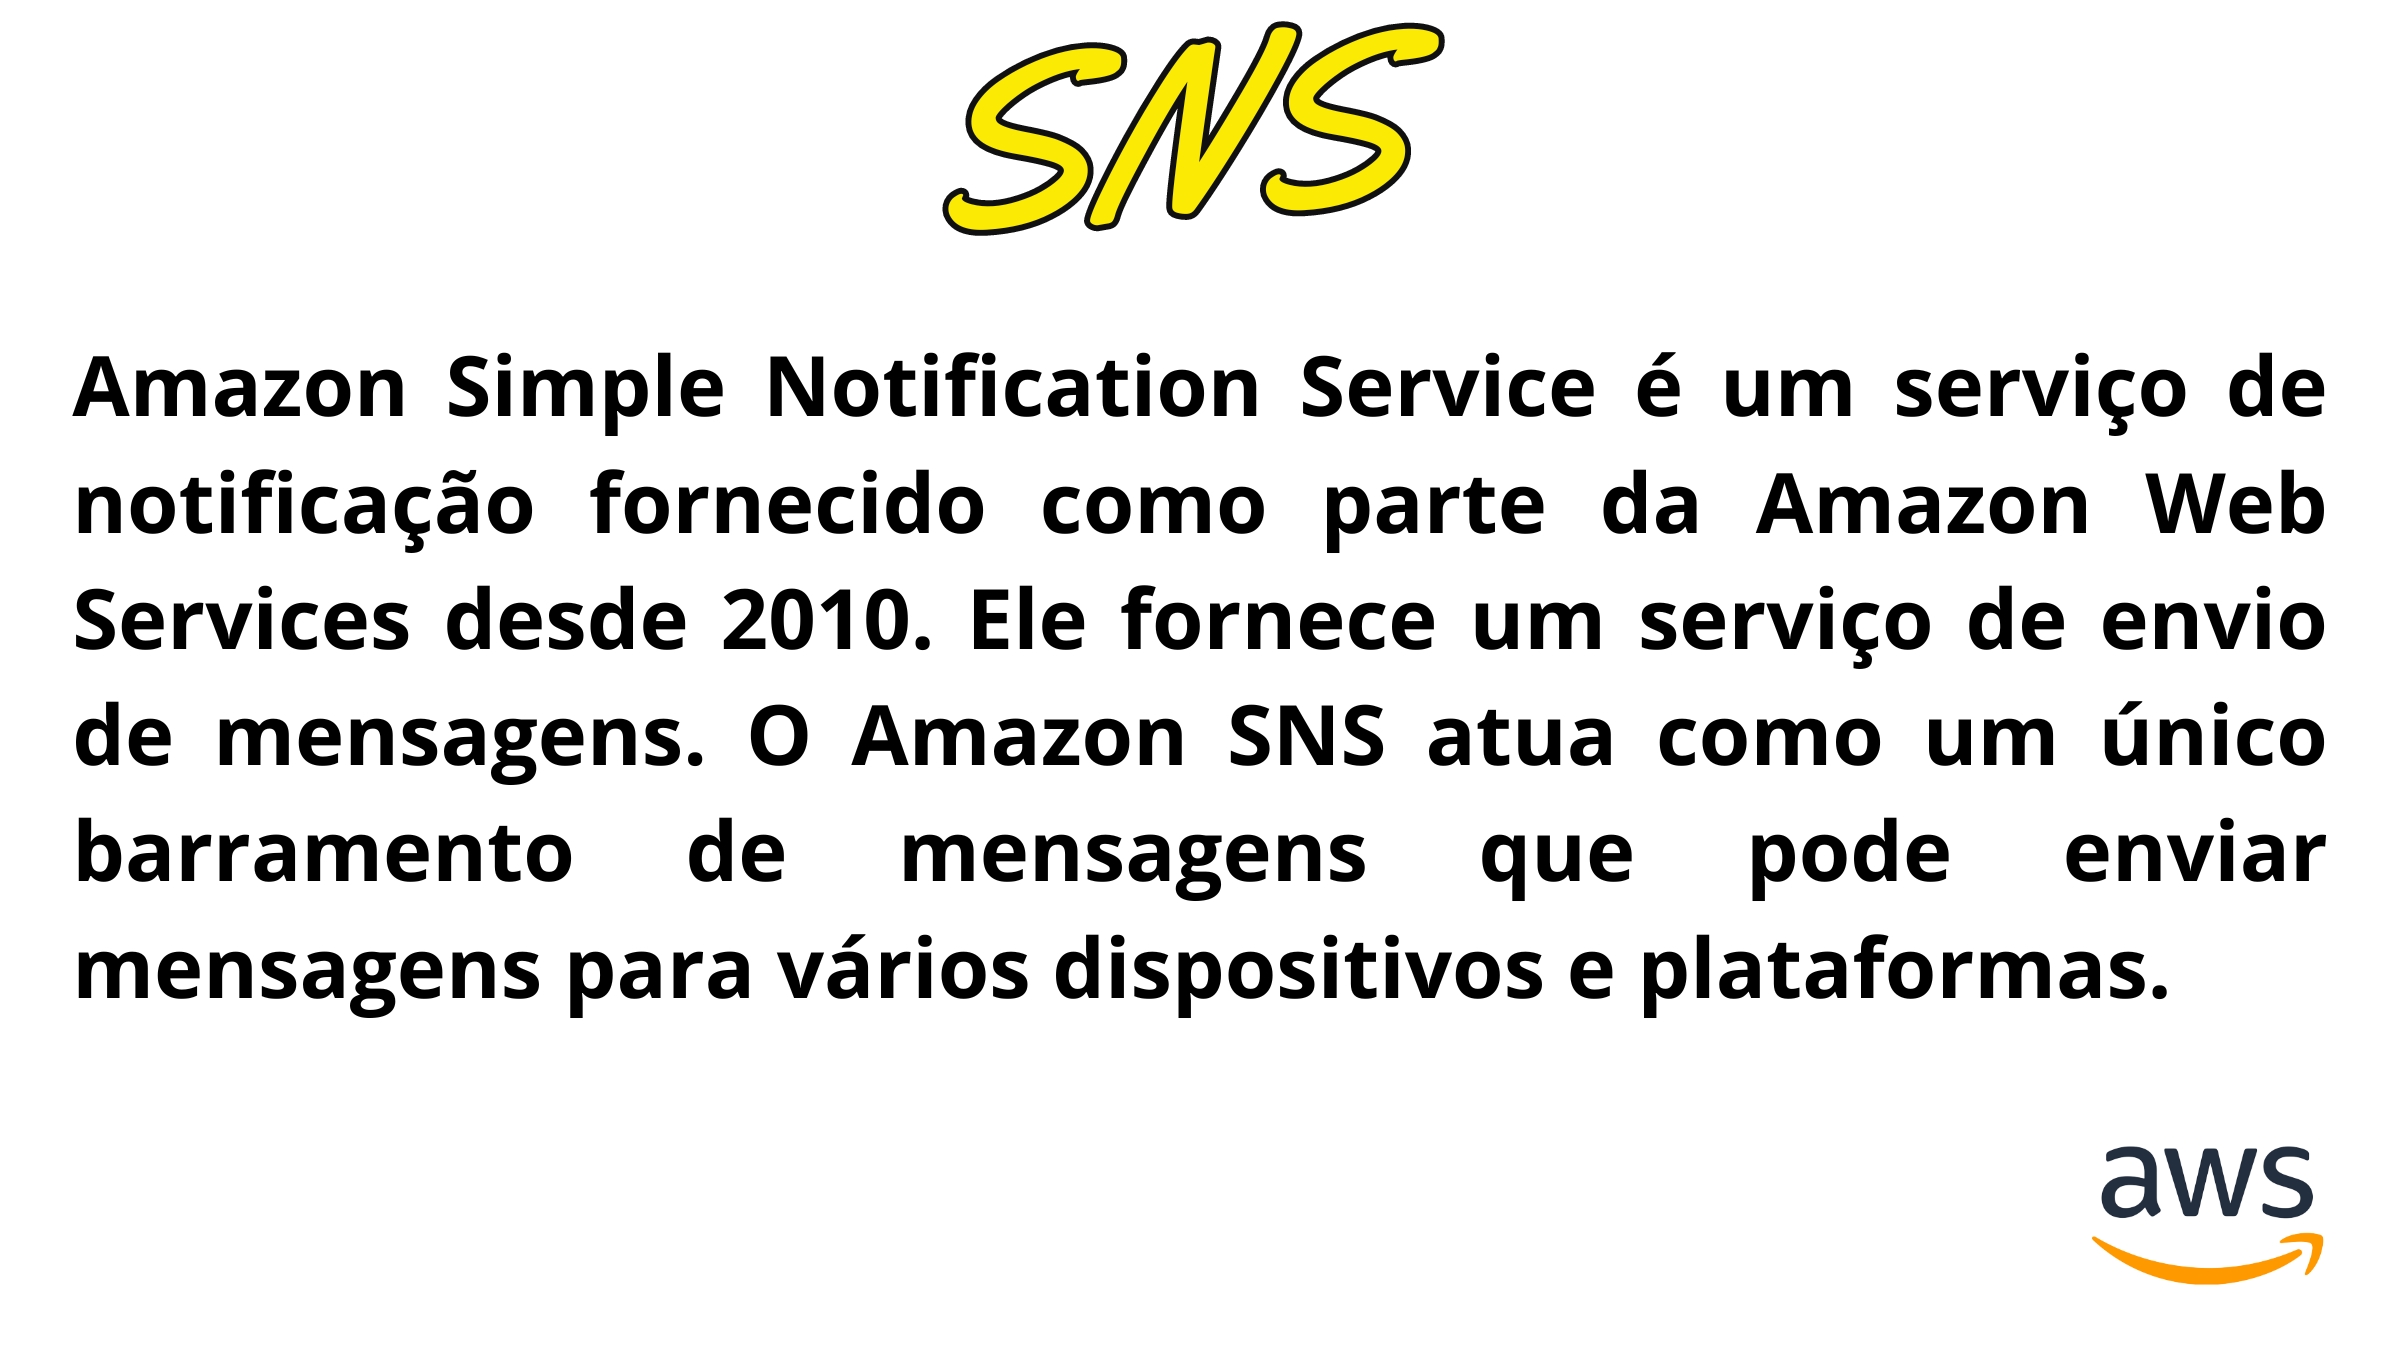 SNS
Amazon Simple Notification Service é um serviço de
notificação fornecido como parte da Amazon Web
Services desde 2010. Ele fornece um serviço de envio
de mensagens. O Amazon SNS atua como um único
barramento de mensagens que pode enviar
mensagens para vários dispositivos e plataformas.
aws